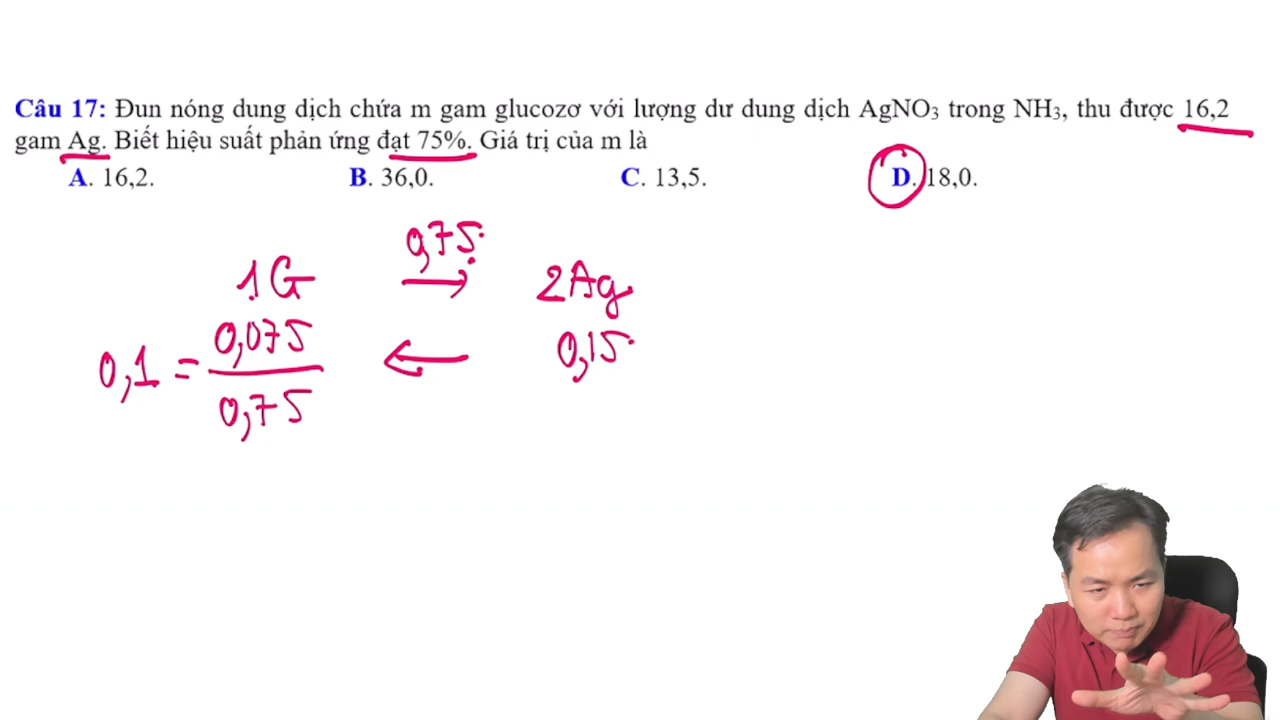 Câu 17: Đun nóng dung dịch chứa m gam glucozơ với lượng dư dung dịch AgNO₃ trong NH₃, thu được 16,2
gam Ag. Biết hiệu suất phản ứng đạt 75%. Giá trị của m là
A. 16,2. B. 36,0. C. 13,5. D. 18,0.
0,75
1G → 2Ag
0,1 = 0,075 ← 0,15
0,75